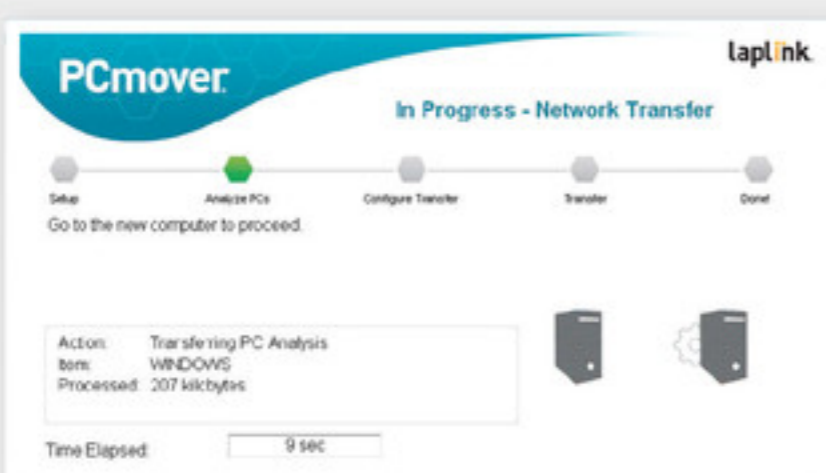 PCmover
laplink
In Progress - Network Transfer
Setup
Analyze PCs
Configure Transfer
Transfer
Done!
Go to the new computer to proceed.
Action: Transferring PC Analysis
Item: WINDOWS
Processed: 207 kilobytes
Time Elapsed: 9 sec